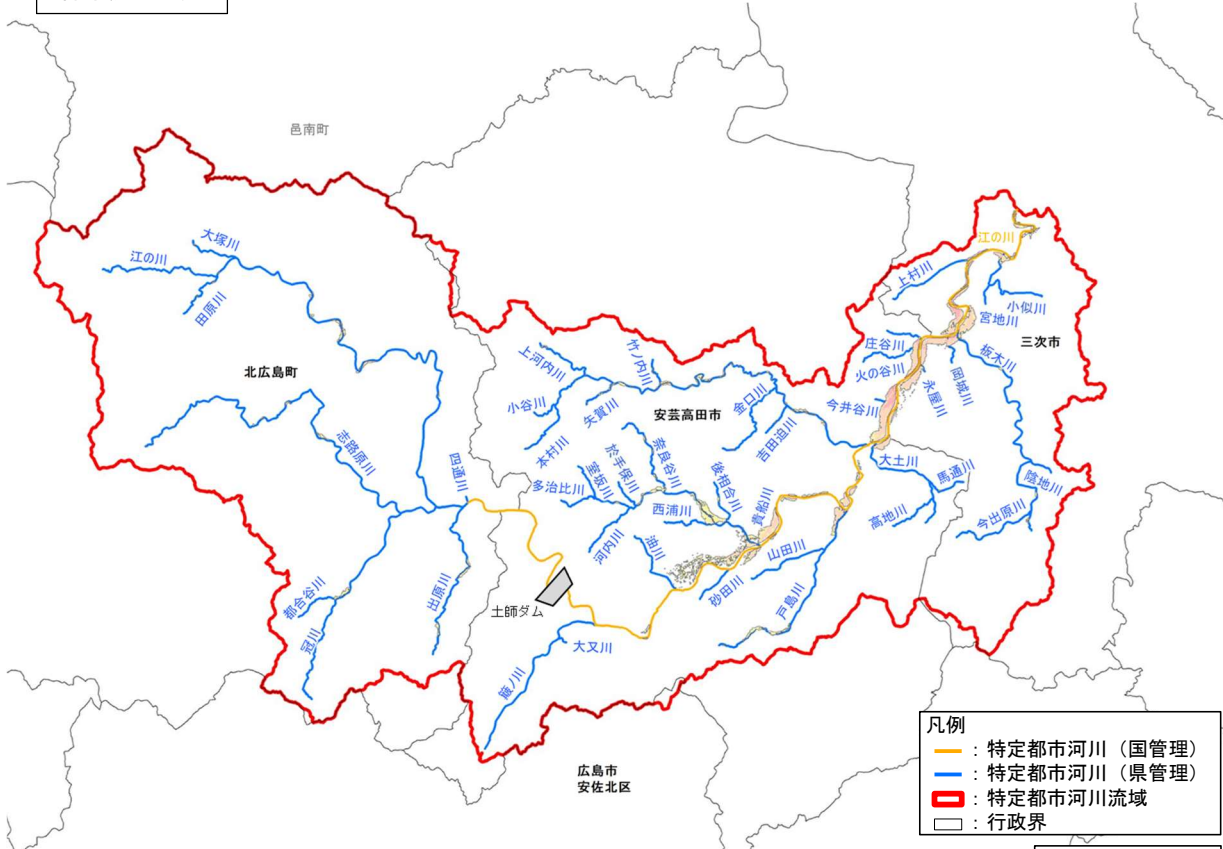 邑南町
江の川
大塚川
江の川
田原川
上村川
小似川
宮地川
三次市
庄谷川
板木川
火の谷川
岡城川
永屋川
今井谷川
北広島町
上河内川
竹ノ内川
小谷川
矢賀川
安芸高田市
金口川
吉田迫川
本村川
志路原川
四通川
多治比川
於手保川
奈良谷川
後相合川
西浦川
貴船川
大土川
馬通川
高地川
陰地川
今出原川
河内川
油川
山田川
砂田川
戸島川
都合谷川
冠川
出原川
土師ダム
大又川
簸ノ川
広島市
安佐北区
凡例
:特定都市河川（国管理）
:特定都市河川（県管理）
:特定都市河川流域
:行政界